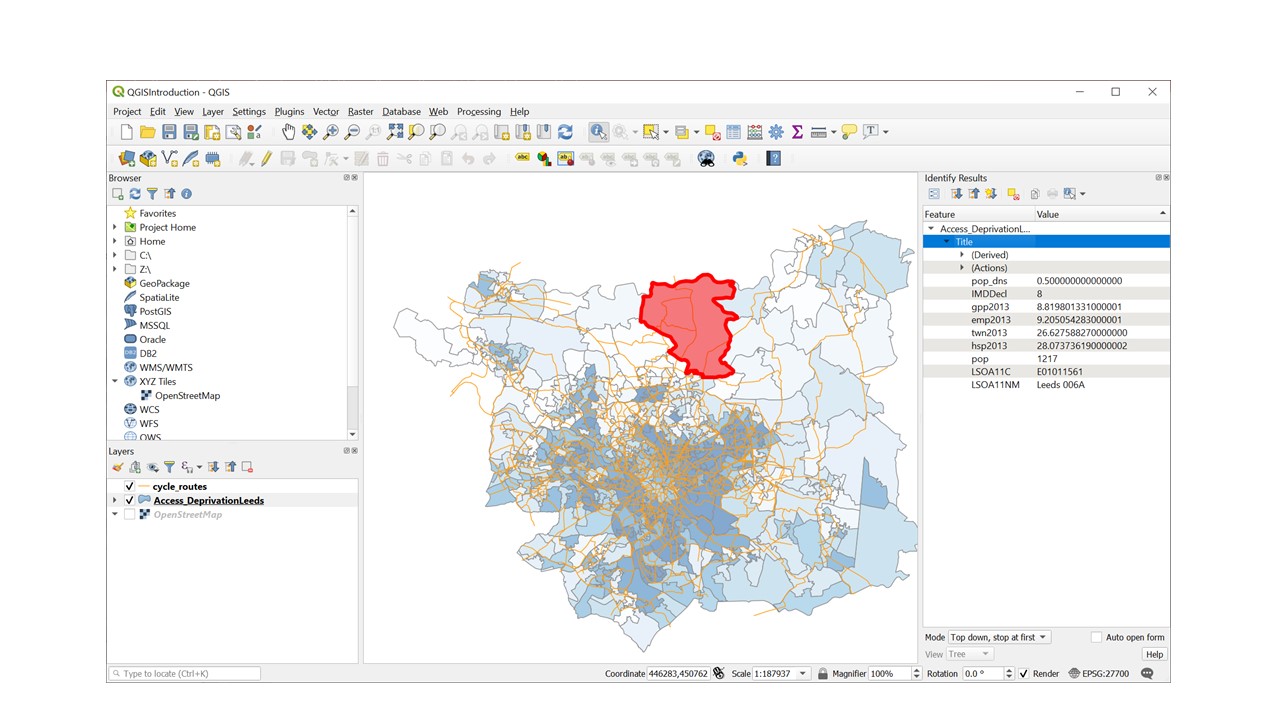 QGISIntroduction - QGIS
Project Edit View Layer Settings Plugins Vector Raster Database Web Processing Help
Browser
Favorites
Project Home
Home
C:\
Z:\
GeoPackage
SpatiaLite
PostGIS
MSSQL
Oracle
DB2
WMS/WMTS
XYZ Tiles
OpenStreetMap
WCS
WFS
OWS
Layers
cycle_routes
Access_DeprivationLeeds
OpenStreetMap
Identify Results
Feature Value
Access_DeprivationL...
Title
(Derived)
(Actions)
pop_dns 0.500000000000000
IMDDecl 8
gpp2013 8.819801331000001
emp2013 9.205054283000001
twn2013 26.627588270000000
hsp2013 28.073736190000002
pop 1217
LSOA11C E01011561
LSOA11NM Leeds 006A
Mode Top down, stop at first Auto open form
View Tree Help
Type to locate (Ctrl+K) Coordinate 446283,450762 Scale 1:187937 Magnifier 100% Rotation 0.0 ° Render EPSG:27700